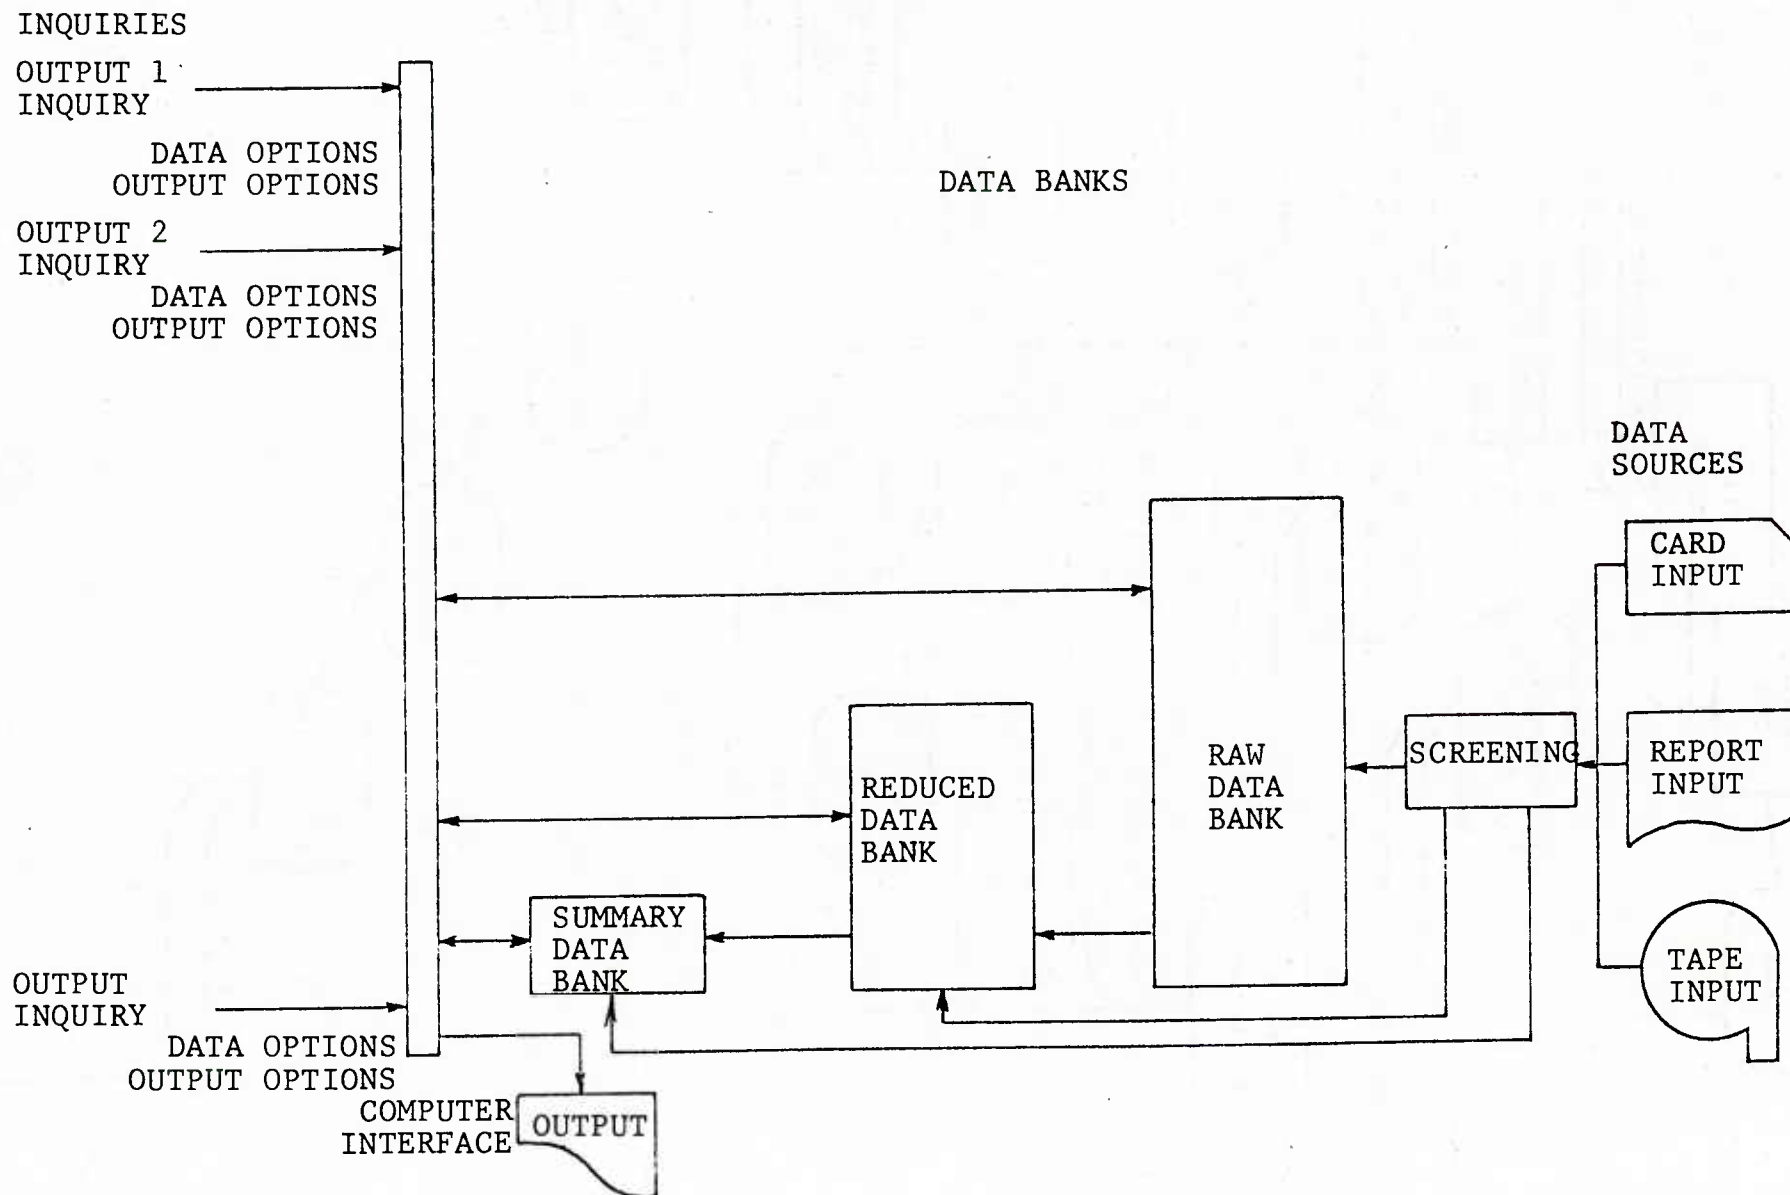 INQUIRIES
OUTPUT 1
INQUIRY
DATA OPTIONS
OUTPUT OPTIONS
OUTPUT 2
INQUIRY
DATA OPTIONS
OUTPUT OPTIONS
DATA BANKS
DATA
SOURCES
CARD
INPUT
REPORT
INPUT
TAPE
INPUT
SCREENING
RAW
DATA
BANK
REDUCED
DATA
BANK
SUMMARY
DATA
BANK
OUTPUT
INQUIRY
DATA OPTIONS
OUTPUT OPTIONS
COMPUTER
INTERFACE
OUTPUT